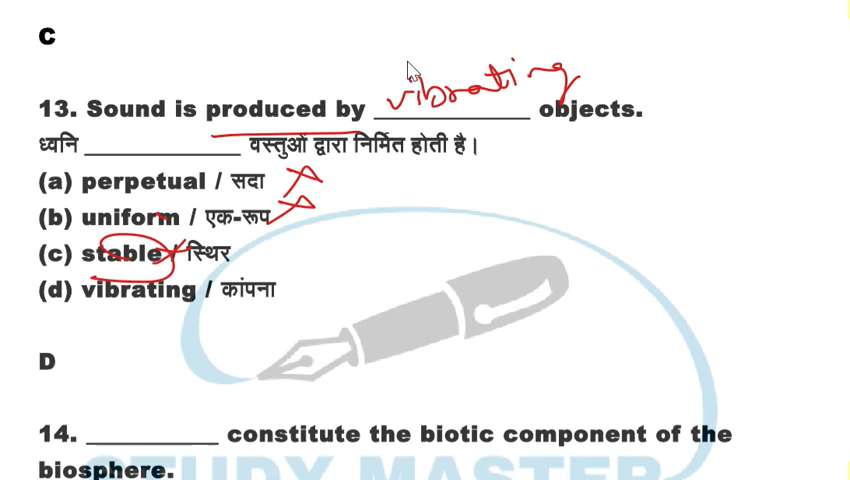 C
vibrating
13. Sound is produced by ____________ objects.
ध्वनि ____________ वस्तुओं द्वारा निर्मित होती है।
(a) perpetual / सदा
(b) uniform / एक-रूप
(c) stable / स्थिर
(d) vibrating / कांपना
D
14. __________ constitute the biotic component of the
biosphere.
STUDY MASTER